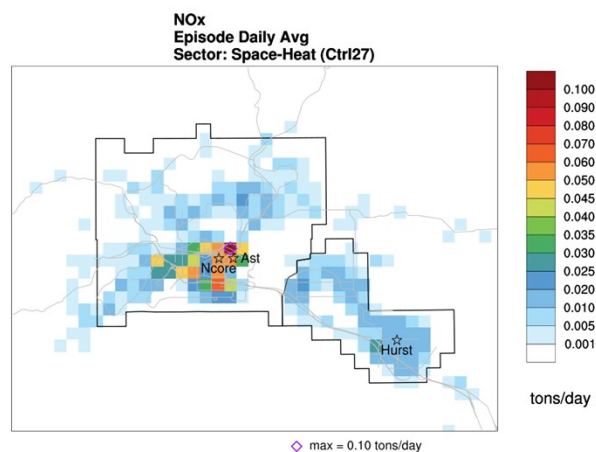 NOx
Episode Daily Avg
Sector: Space-Heat (Ctrl27)
0.100
0.090
0.080
0.070
0.060
0.050
0.045
0.040
0.035
0.030
0.025
0.020
0.010
0.005
0.001
tons/day
Ast
Ncore
Hurst
max = 0.10 tons/day